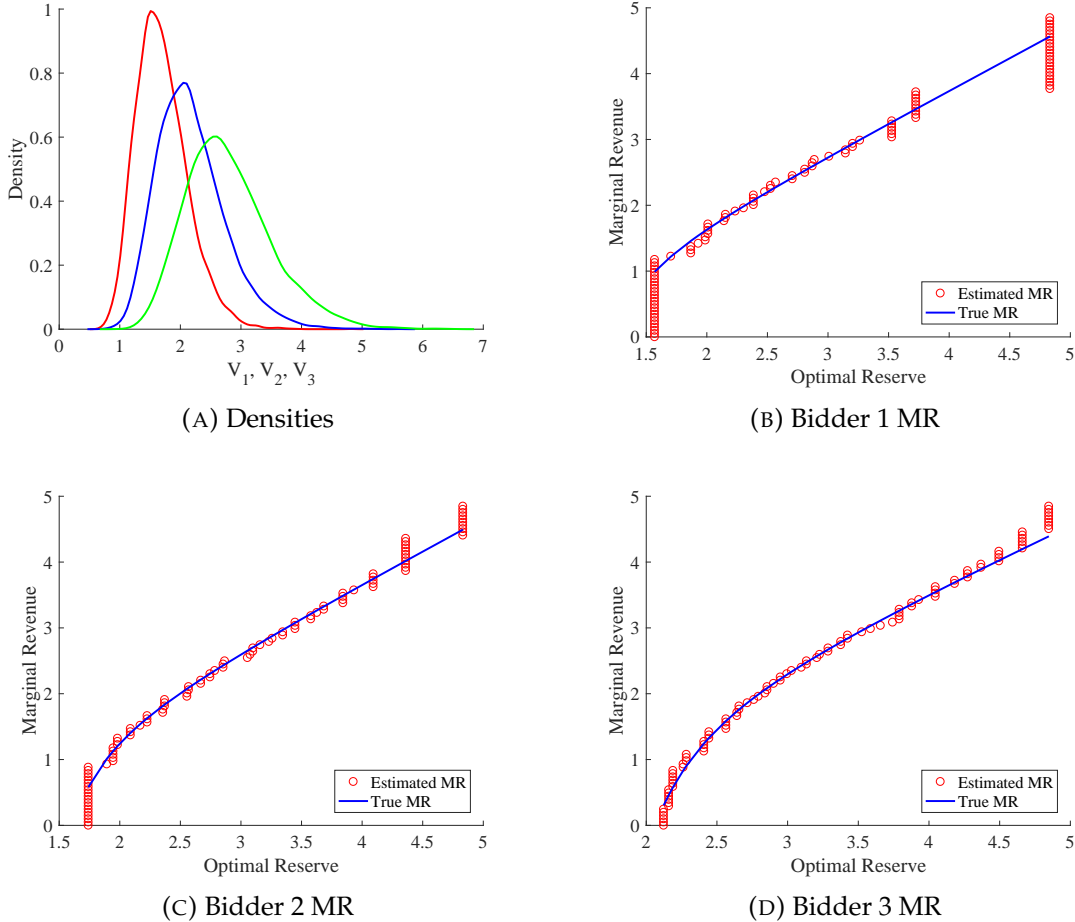 1
0.8
0.6
0.4
0.2
0
Density
0 1 2 3 4 5 6 7
V1, V2, V3
(A) Densities
5
4
3
2
1
0
Marginal Revenue
Estimated MR
True MR
1.5 2 2.5 3 3.5 4 4.5 5
Optimal Reserve
(B) Bidder 1 MR
5
4
3
2
1
0
Marginal Revenue
Estimated MR
True MR
1.5 2 2.5 3 3.5 4 4.5 5
Optimal Reserve
(C) Bidder 2 MR
5
4
3
2
1
0
Marginal Revenue
Estimated MR
True MR
2 2.5 3 3.5 4 4.5 5
Optimal Reserve
(D) Bidder 3 MR